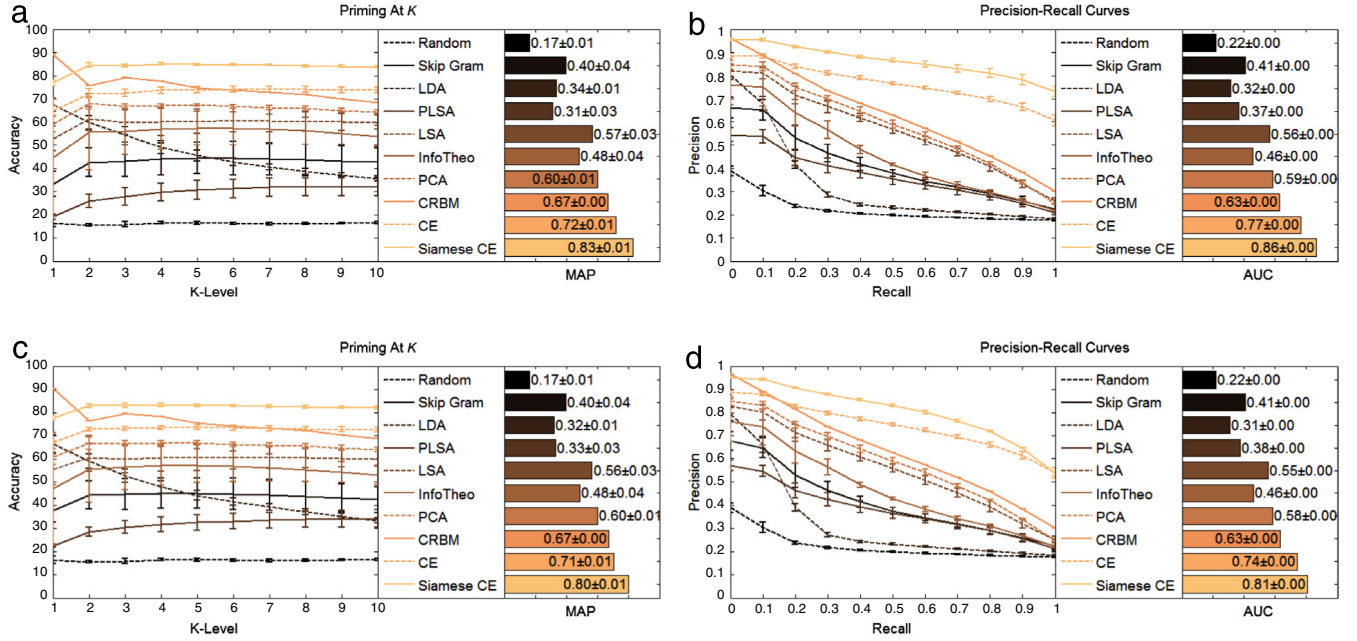 a
Priming At K
100
90
80
70
60
50
40
30
20
10
0
Accuracy
1 2 3 4 5 6 7 8 9 10
K-Level
Random 0.17±0.01
Skip Gram 0.40±0.04
LDA 0.34±0.01
PLSA 0.31±0.03
LSA 0.57±0.03
InfoTheo 0.48±0.04
PCA 0.60±0.01
CRBM 0.67±0.00
CE 0.72±0.01
Siamese CE 0.83±0.01
MAP
b
Precision-Recall Curves
1
0.9
0.8
0.7
0.6
0.5
0.4
0.3
0.2
0.1
0
Precision
0 0.1 0.2 0.3 0.4 0.5 0.6 0.7 0.8 0.9 1
Recall
Random 0.22±0.00
Skip Gram 0.41±0.00
LDA 0.32±0.00
PLSA 0.37±0.00
LSA 0.56±0.00
InfoTheo 0.46±0.00
PCA 0.59±0.00
CRBM 0.63±0.00
CE 0.77±0.00
Siamese CE 0.86±0.00
AUC
c
Priming At K
100
90
80
70
60
50
40
30
20
10
0
Accuracy
1 2 3 4 5 6 7 8 9 10
K-Level
Random 0.17±0.01
Skip Gram 0.40±0.04
LDA 0.32±0.01
PLSA 0.33±0.03
LSA 0.56±0.03
InfoTheo 0.48±0.04
PCA 0.60±0.01
CRBM 0.67±0.00
CE 0.71±0.01
Siamese CE 0.80±0.01
MAP
d
Precision-Recall Curves
1
0.9
0.8
0.7
0.6
0.5
0.4
0.3
0.2
0.1
0
Precision
0 0.1 0.2 0.3 0.4 0.5 0.6 0.7 0.8 0.9 1
Recall
Random 0.22±0.00
Skip Gram 0.41±0.00
LDA 0.31±0.00
PLSA 0.38±0.00
LSA 0.55±0.00
InfoTheo 0.46±0.00
PCA 0.58±0.00
CRBM 0.63±0.00
CE 0.74±0.00
Siamese CE 0.81±0.00
AUC